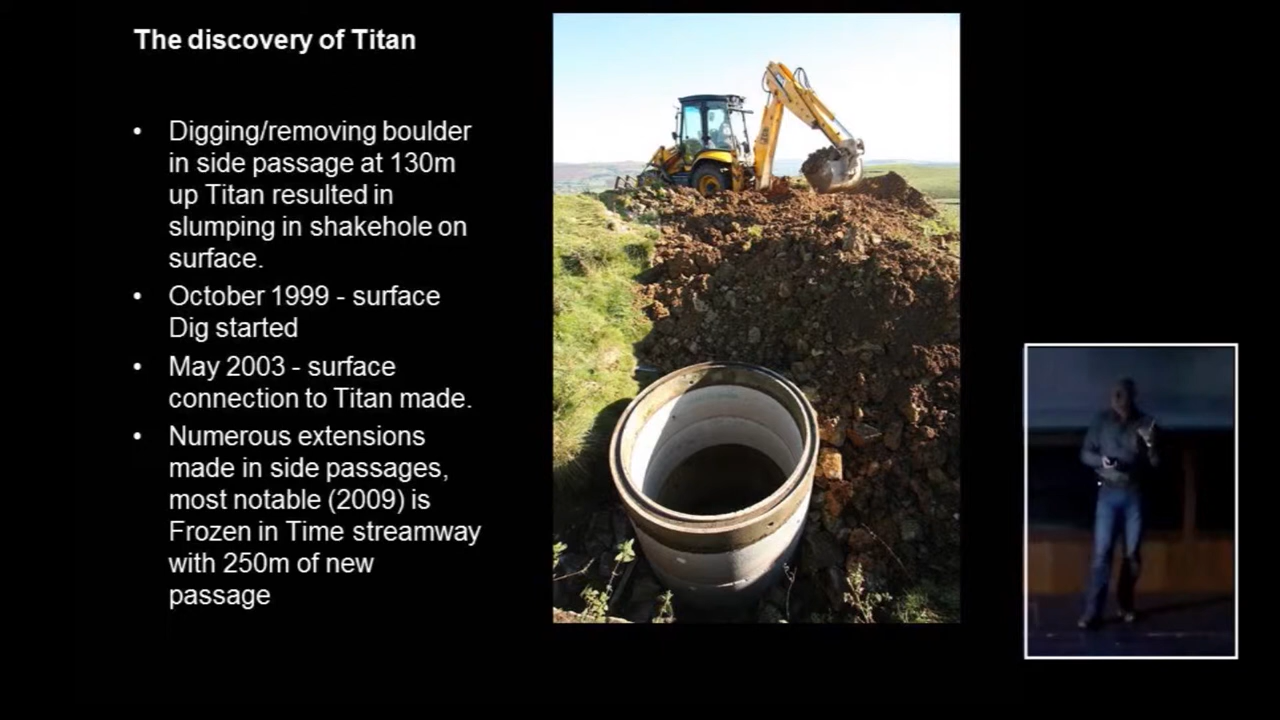 The discovery of Titan
• Digging/removing boulder
in side passage at 130m
up Titan resulted in
slumping in shakehole on
surface.
• October 1999 - surface
Dig started
• May 2003 - surface
connection to Titan made.
• Numerous extensions
made in side passages,
most notable (2009) is
Frozen in Time streamway
with 250m of new
passage